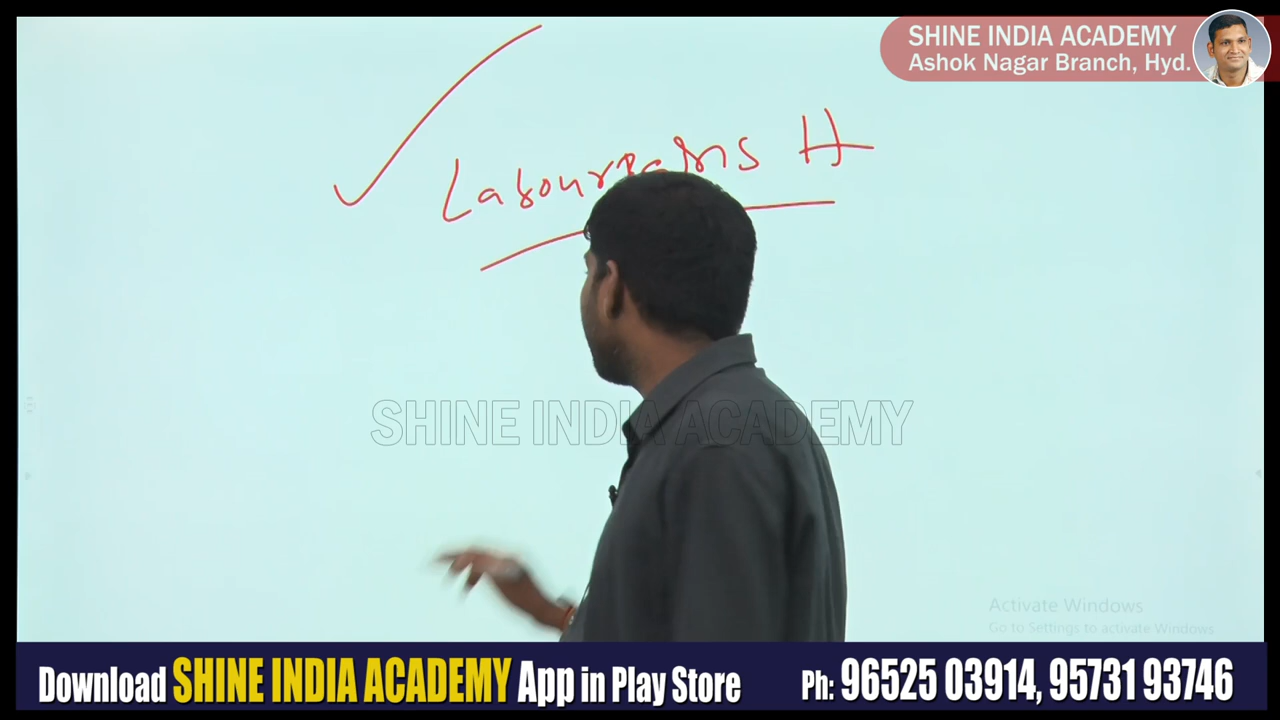 SHINE INDIA ACADEMY
Ashok Nagar Branch, Hyd.
Labour Pains H
SHINE INDIA ACADEMY
Activate Windows
Go to Settings to activate Windows
Download SHINE INDIA ACADEMY App in Play Store
Ph: 96525 03914, 95731 93746